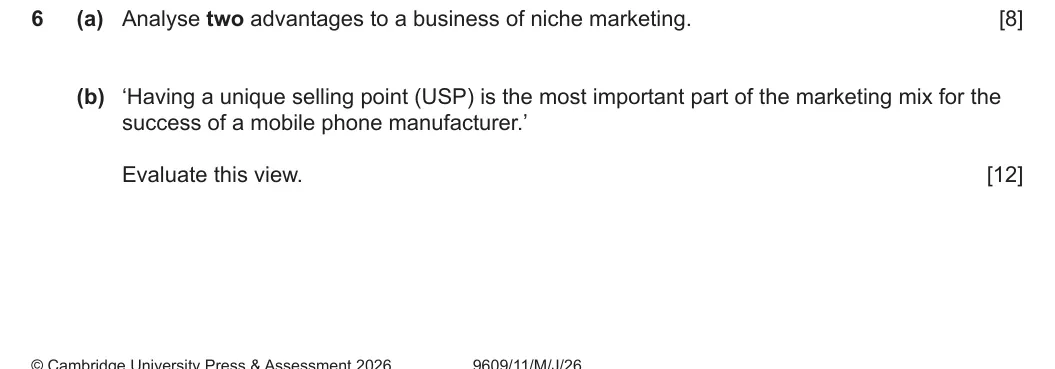 6 (a) Analyse two advantages to a business of niche marketing. [8]
(b) ‘Having a unique selling point (USP) is the most important part of the marketing mix for the
success of a mobile phone manufacturer.’
Evaluate this view. [12]
© Cambridge University Press & Assessment 2026 9609/11/M/J/26